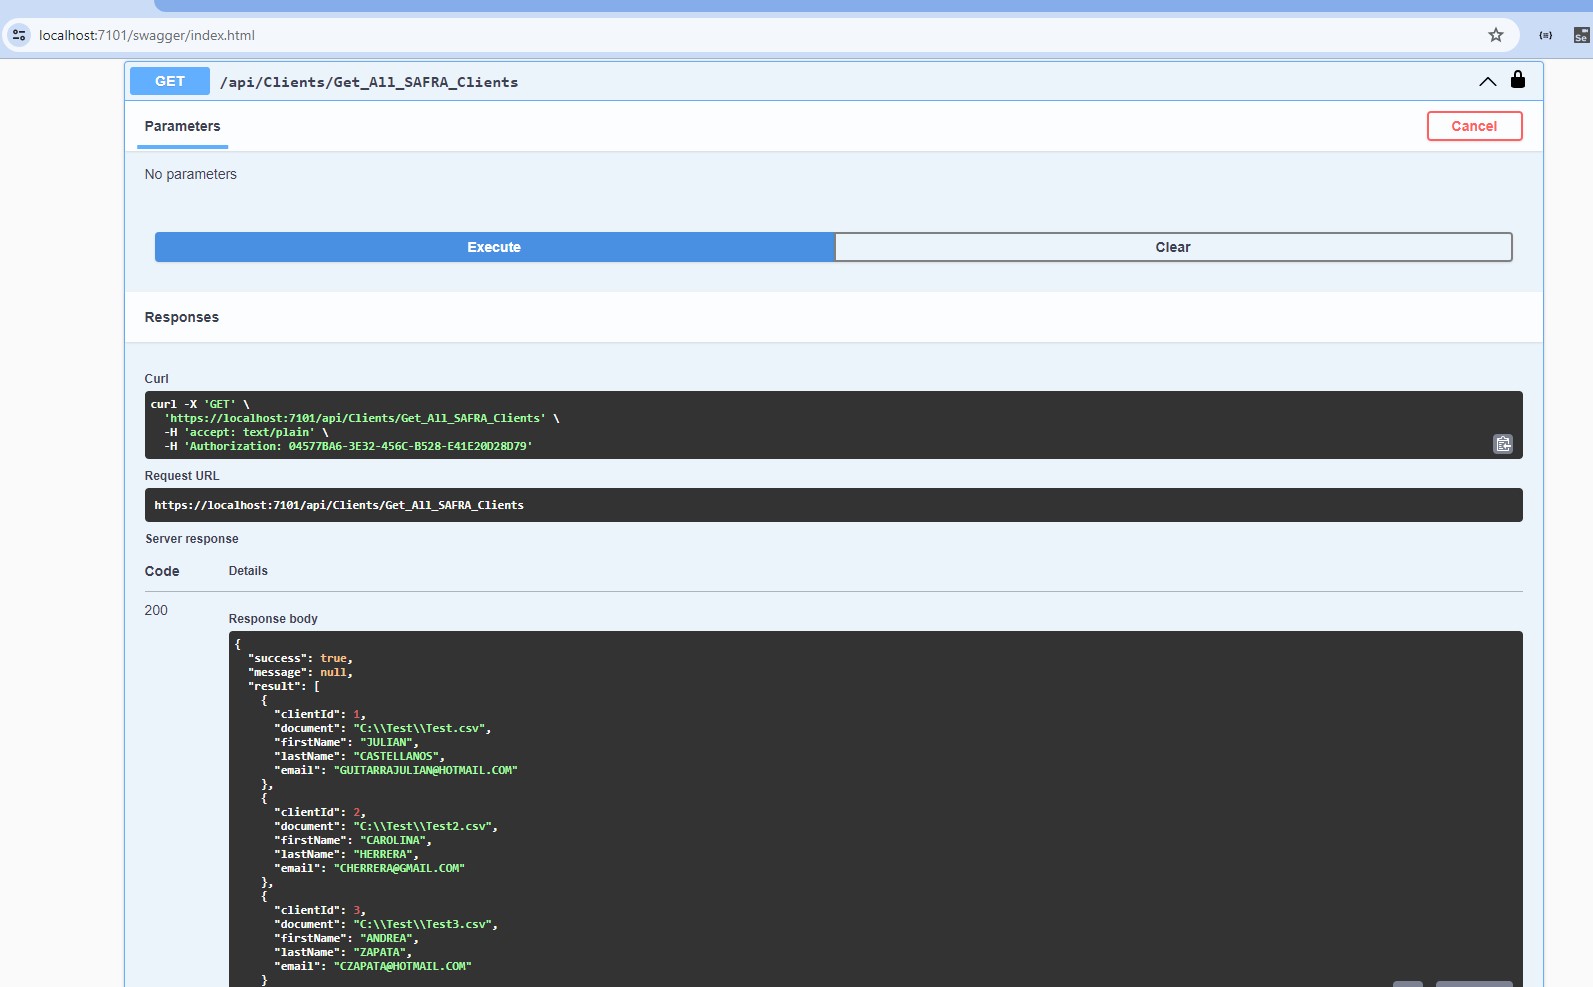 localhost:7101/swagger/index.html
GET /api/Clients/Get_All_SAFRA_Clients
Parameters
Cancel
No parameters
Execute
Clear
Responses
Curl
curl -X 'GET' \
  'https://localhost:7101/api/Clients/Get_All_SAFRA_Clients' \
  -H 'accept: text/plain' \
  -H 'Authorization: 04577BA6-3E32-456C-B528-E41E20D28D79'
Request URL
https://localhost:7101/api/Clients/Get_All_SAFRA_Clients
Server response
Code Details
200
Response body
{
  "success": true,
  "message": null,
  "result": [
    {
      "clientId": 1,
      "document": "C:\\Test\\Test.csv",
      "firstName": "JULIAN",
      "lastName": "CASTELLANOS",
      "email": "GUITARRAJULIAN@HOTMAIL.COM"
    },
    {
      "clientId": 2,
      "document": "C:\\Test\\Test2.csv",
      "firstName": "CAROLINA",
      "lastName": "HERRERA",
      "email": "CHERRERA@GMAIL.COM"
    },
    {
      "clientId": 3,
      "document": "C:\\Test\\Test3.csv",
      "firstName": "ANDREA",
      "lastName": "ZAPATA",
      "email": "CZAPATA@HOTMAIL.COM"
    }